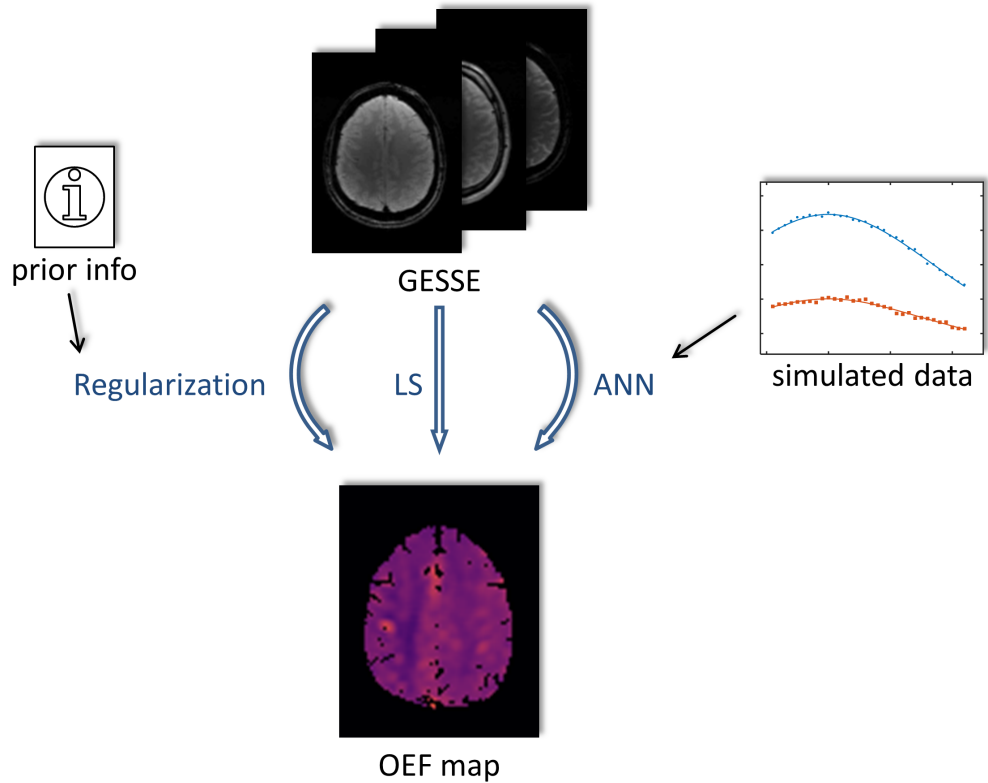 prior info
GESSE
simulated data
Regularization
LS
ANN
OEF map